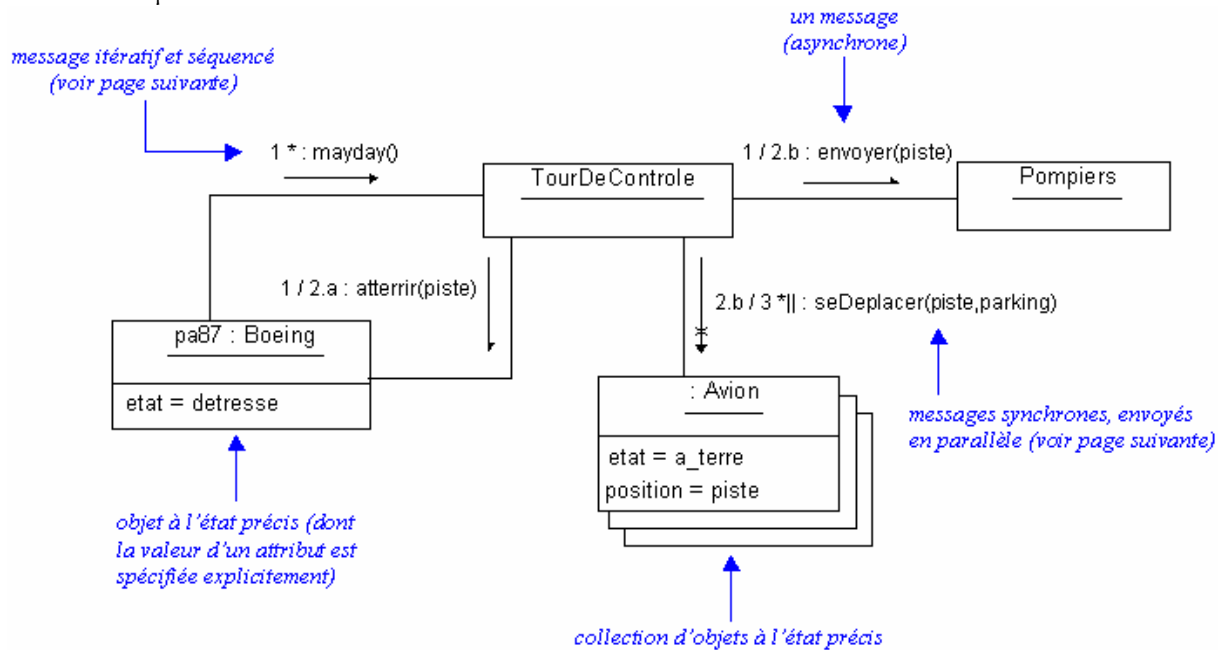 un message
(asynchrone)
message itératif et séquencé
(voir page suivante)
1 * : mayday()
1 / 2.b : envoyer(piste)
TourDeControle
Pompiers
1 / 2.a : atterrir(piste)
2.b / 3 *|| : seDeplacer(piste,parking)
pa87 : Boeing
etat = detresse
: Avion
etat = a_terre
position = piste
messages synchrones, envoyés
en parallèle (voir page suivante)
objet à l'état précis (dont
la valeur d'un attribut est
spécifiée explicitement)
collection d'objets à l'état précis